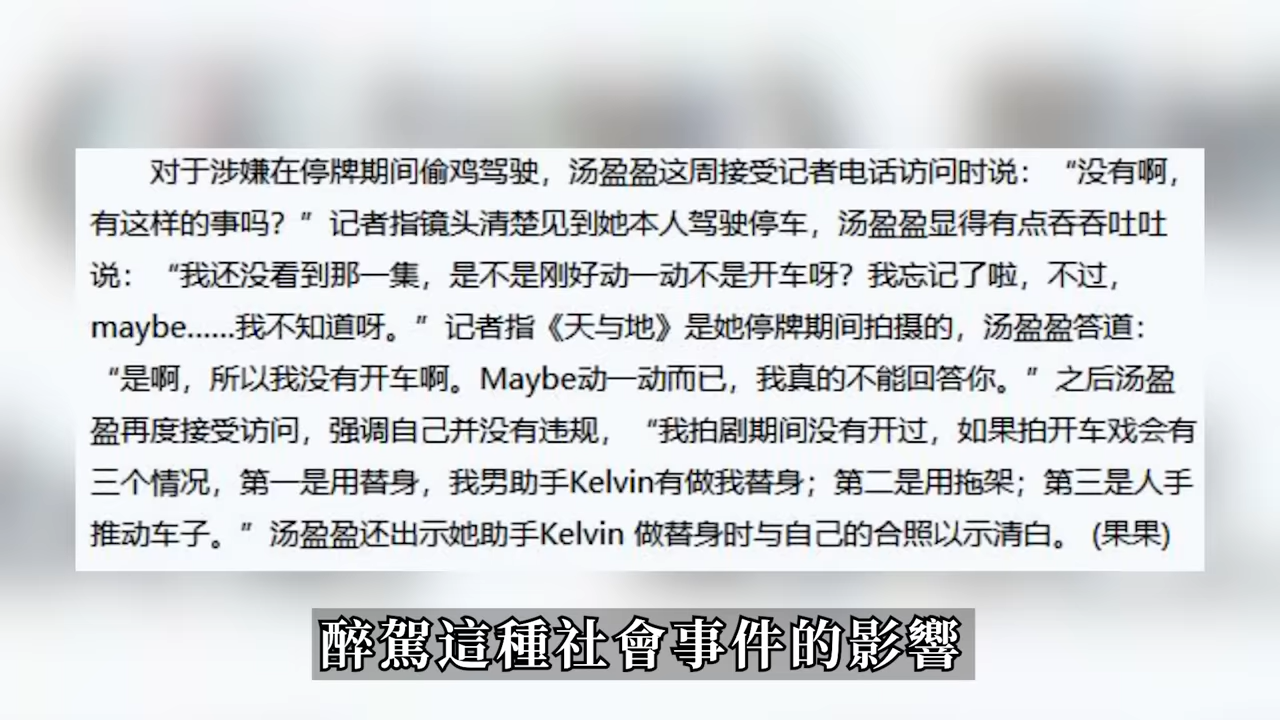 对于涉嫌在停牌期间偷鸡驾驶，汤盈盈这周接受记者电话访问时说：“没有啊，
有这样的事吗？”记者指镜头清楚见到她本人驾驶停车，汤盈盈显得有点吞吞吐吐
说：“我还没看到那一集，是不是刚好动一动不是开车呀？我忘记了啦，不过，
maybe......我不知道呀。”记者指《天与地》是她停牌期间拍摄的，汤盈盈答道：
“是啊，所以我没有开车啊。Maybe动一动而已，我真的不能回答你。”之后汤盈
盈再度接受访问，强调自己并没有违规，“我拍剧期间没有开过，如果拍开车戏会有
三个情况，第一是用替身，我男助手Kelvin有做我替身；第二是用拖架；第三是人手
推动车子。”汤盈盈还出示她助手Kelvin 做替身时与自己的合照以示清白。 (果果)
醉駕這種社會事件的影響